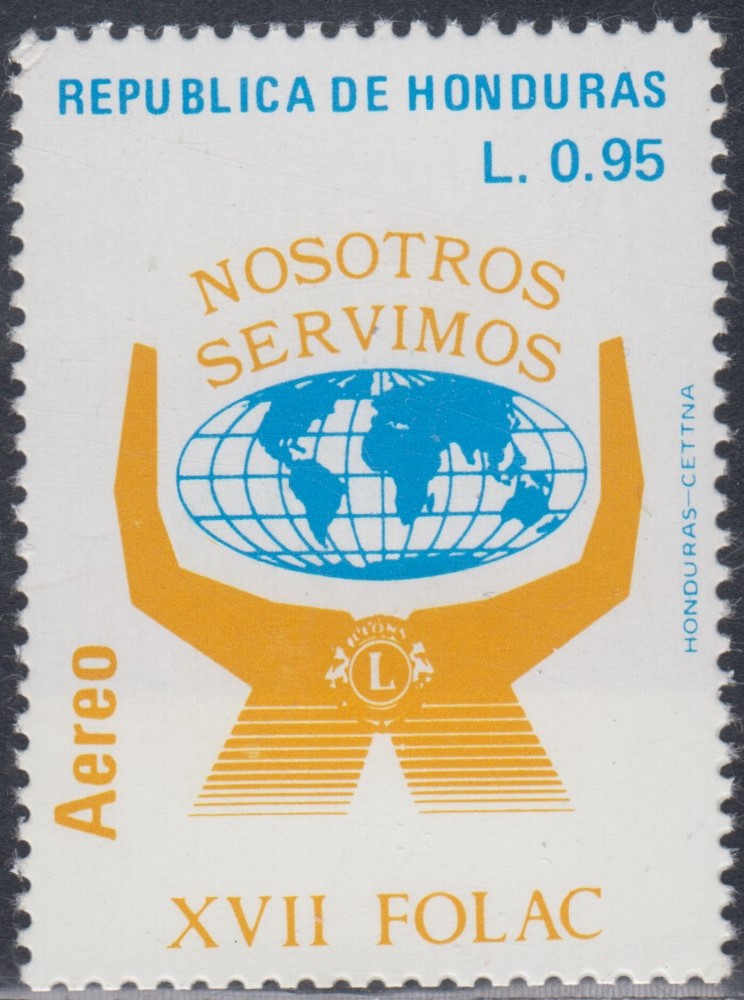 REPUBLICA DE HONDURAS
L. 0.95
NOSOTROS
SERVIMOS
HONDURAS-CETTNA
LIONS
L
Aereo
XVII FOLAC